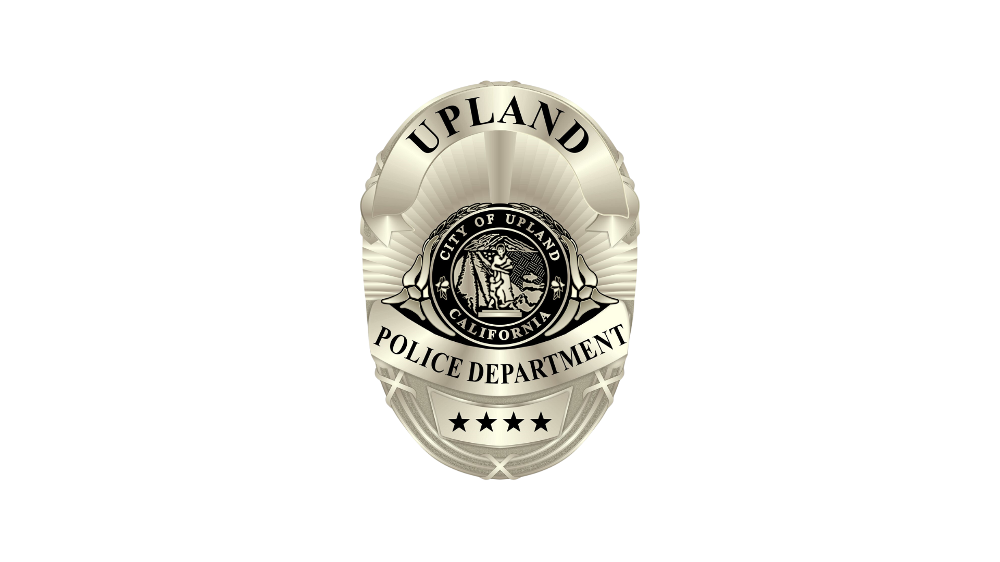 UPLAND
CITY OF UPLAND
CALIFORNIA
POLICE DEPARTMENT